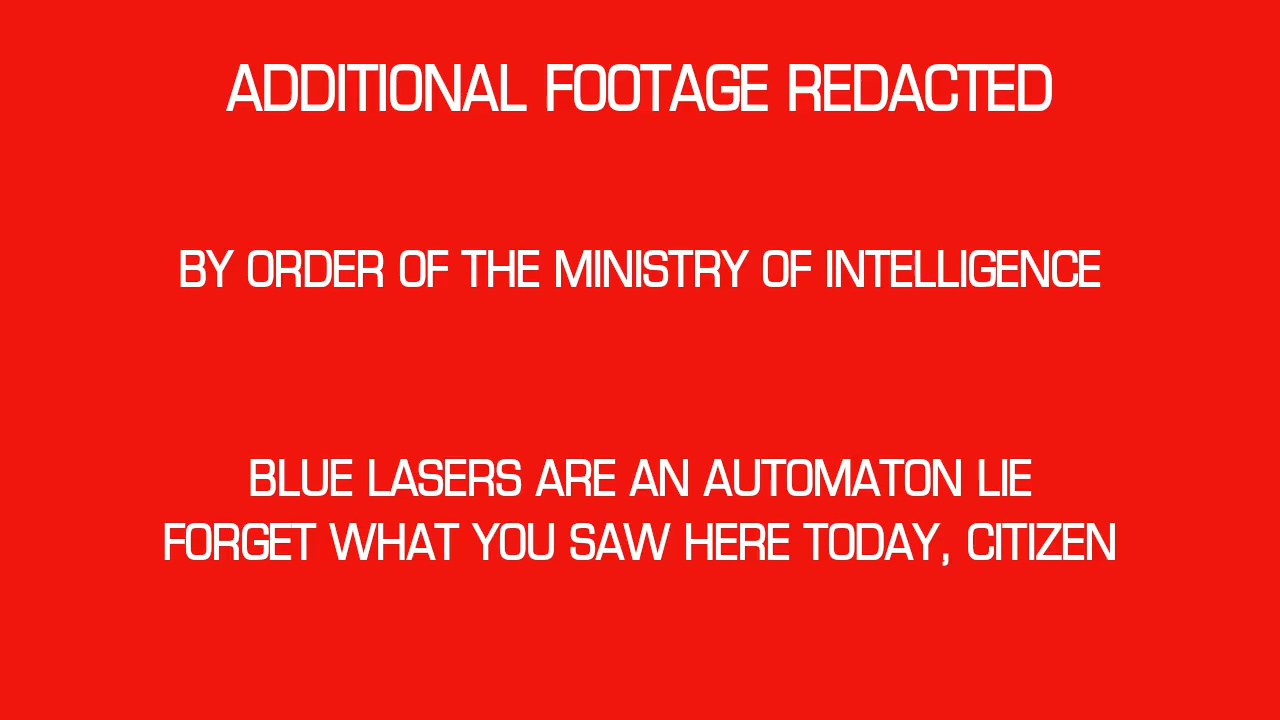 ADDITIONAL FOOTAGE REDACTED
BY ORDER OF THE MINISTRY OF INTELLIGENCE
BLUE LASERS ARE AN AUTOMATON LIE
FORGET WHAT YOU SAW HERE TODAY, CITIZEN